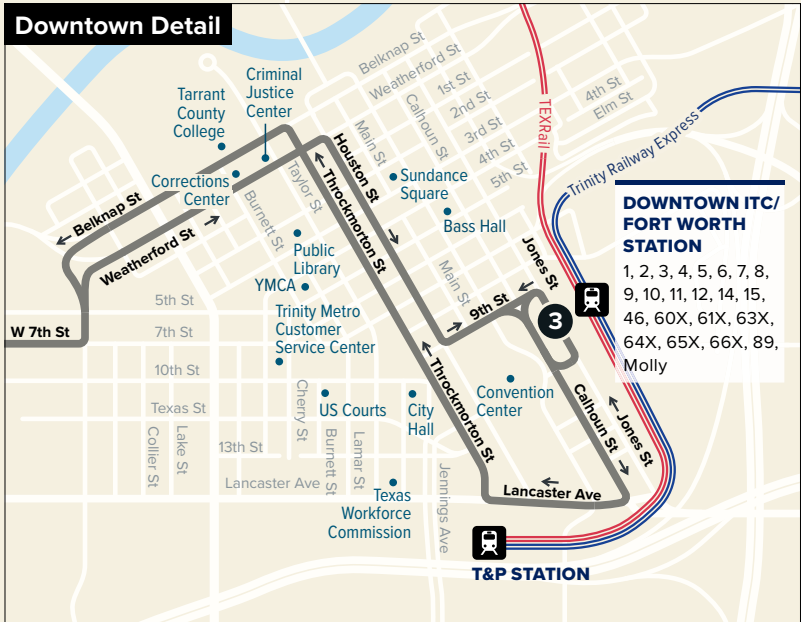 Downtown Detail
Belknap St
Weatherford St
1st St
2nd St
3rd St
4th St
5th St
4th St
Elm St
Main St
Calhoun St
TEXRail
Trinity Railway Express
Criminal
Justice
Center
Tarrant
County
College
Corrections
Center
Houston St
Taylor St
Throckmorton St
Burnett St
Sundance
Square
Bass Hall
Belknap St
Weatherford St
Public
Library
YMCA
Main St
Jones St
9th St
3
DOWNTOWN ITC/
FORT WORTH
STATION
1, 2, 3, 4, 5, 6, 7, 8,
9, 10, 11, 12, 14, 15,
46, 60X, 61X, 63X,
64X, 65X, 66X, 89,
Molly
5th St
W 7th St
7th St
Trinity Metro
Customer
Service Center
10th St
Texas St
13th St
Collier St
Lake St
Cherry St
Burnett St
Lamar St
US Courts
City
Hall
Throckmorton St
Convention
Center
Calhoun St
Jones St
Lancaster Ave
Lancaster Ave
Jennings Ave
Texas
Workforce
Commission
T&P STATION